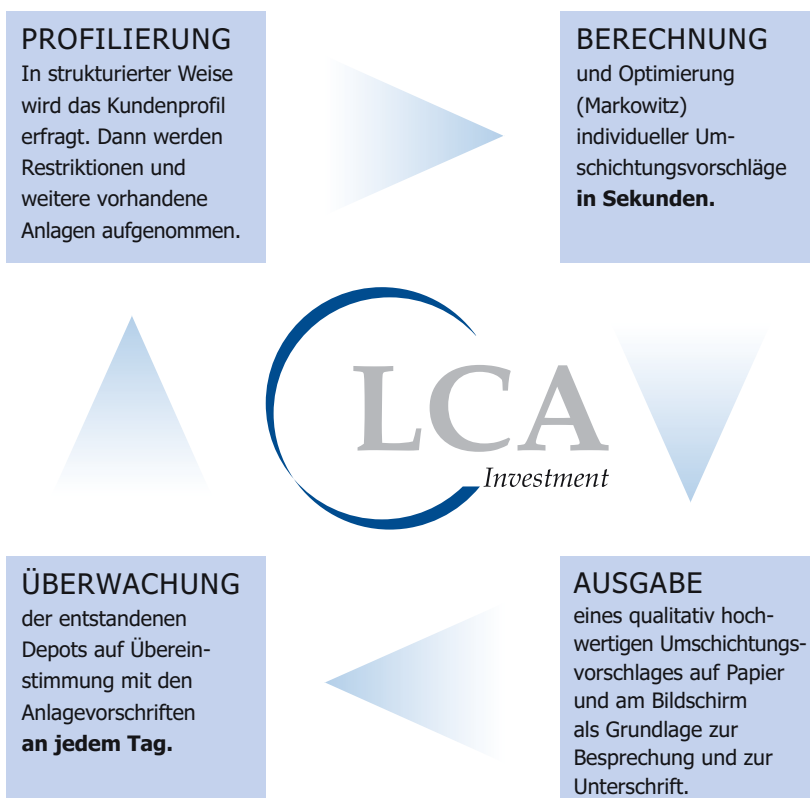 PROFILIERUNG
In strukturierter Weise
wird das Kundenprofil
erfragt. Dann werden
Restriktionen und
weitere vorhandene
Anlagen aufgenommen.
BERECHNUNG
und Optimierung
(Markowitz)
individueller Um-
schichtungsvorschläge
in Sekunden.
LCA
Investment
ÜBERWACHUNG
der entstandenen
Depots auf Überein-
stimmung mit den
Anlagevorschriften
an jedem Tag.
AUSGABE
eines qualitativ hoch-
wertigen Umschichtungs-
vorschlages auf Papier
und am Bildschirm
als Grundlage zur
Besprechung und zur
Unterschrift.